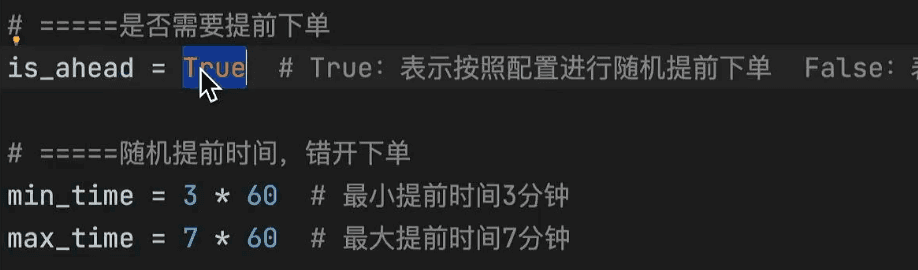 # =====是否需要提前下单
is_ahead = True  # True：表示按照配置进行随机提前下单  False：
# =====随机提前时间，错开下单
min_time = 3 * 60  # 最小提前时间3分钟
max_time = 7 * 60  # 最大提前时间7分钟